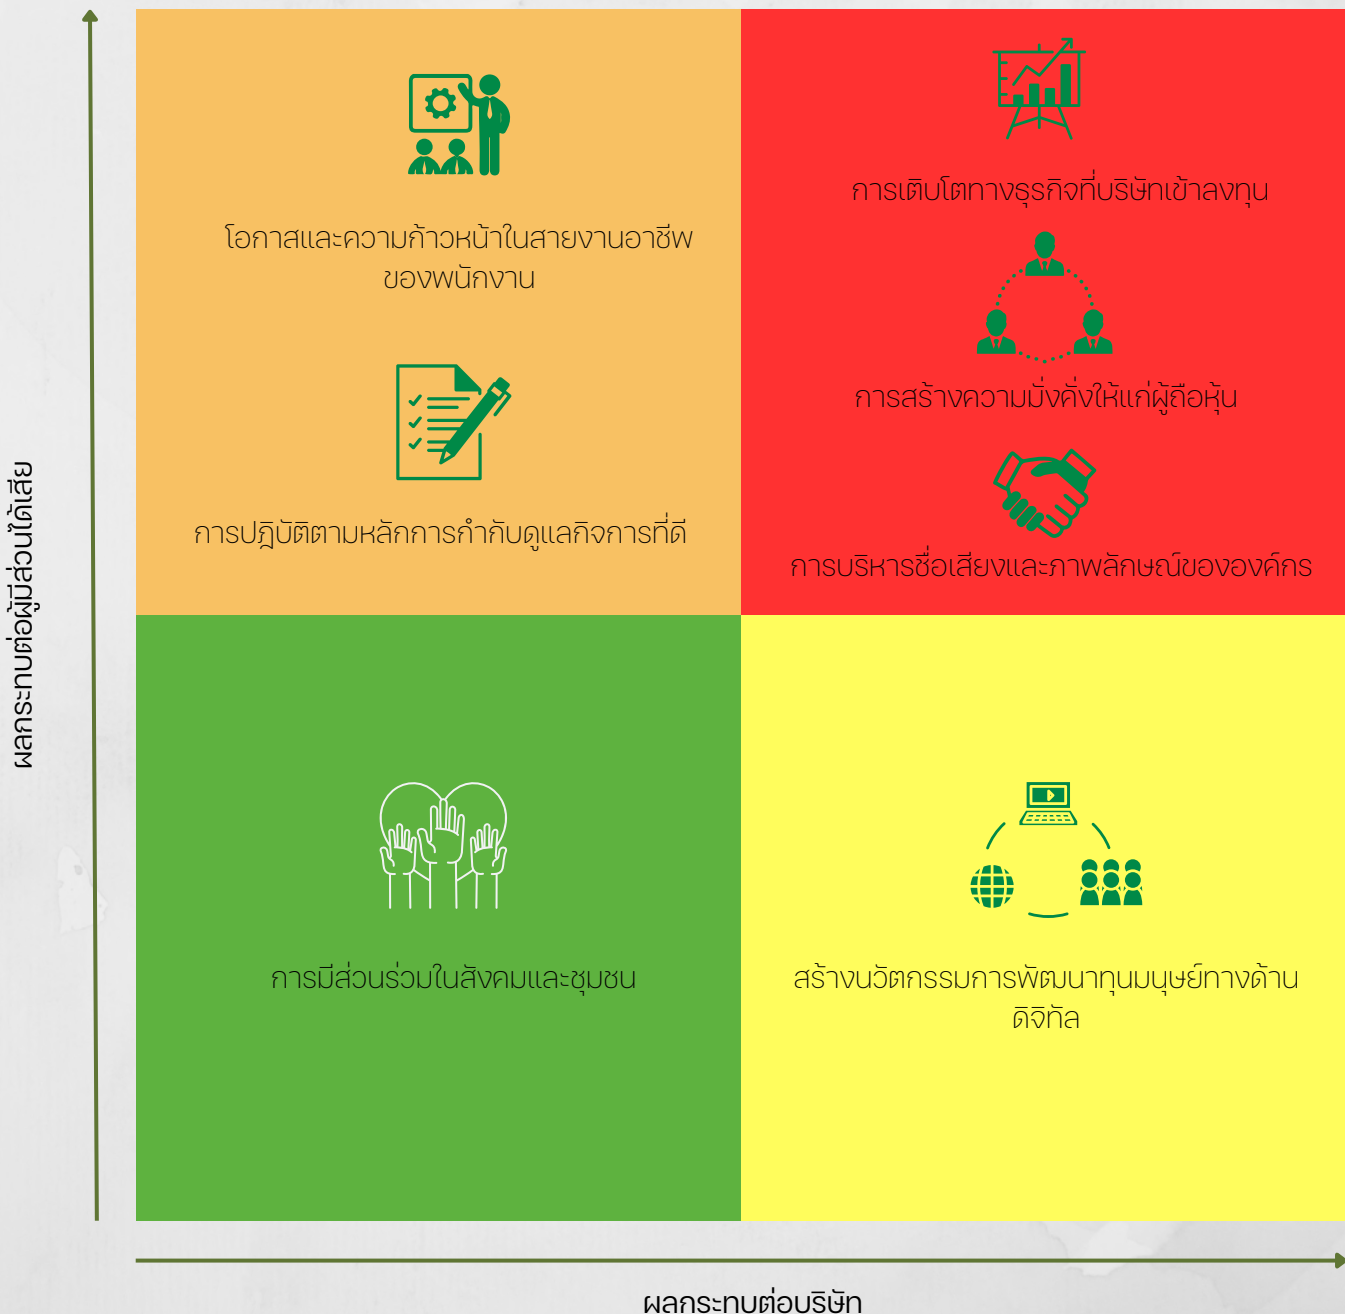 ผลกระทบต่อผู้มีส่วนได้เสีย
โอกาสและความก้าวหน้าในสายงานอาชีพ
ของพนักงาน
การปฎิบัติตามหลักการกำกับดูแลกิจการที่ดี
การเติบโตทางธุรกิจที่บริษัทเข้าลงทุน
การสร้างความมั่งคั่งให้แก่ผู้ถือหุ้น
การบริหารชื่อเสียงและภาพลักษณ์ขององค์กร
การมีส่วนร่วมในสังคมและชุมชน
สร้างนวัตกรรมการพัฒนาทุนมนุษย์ทางด้าน
ดิจิทัล
ผลกระทบต่อบริษัท